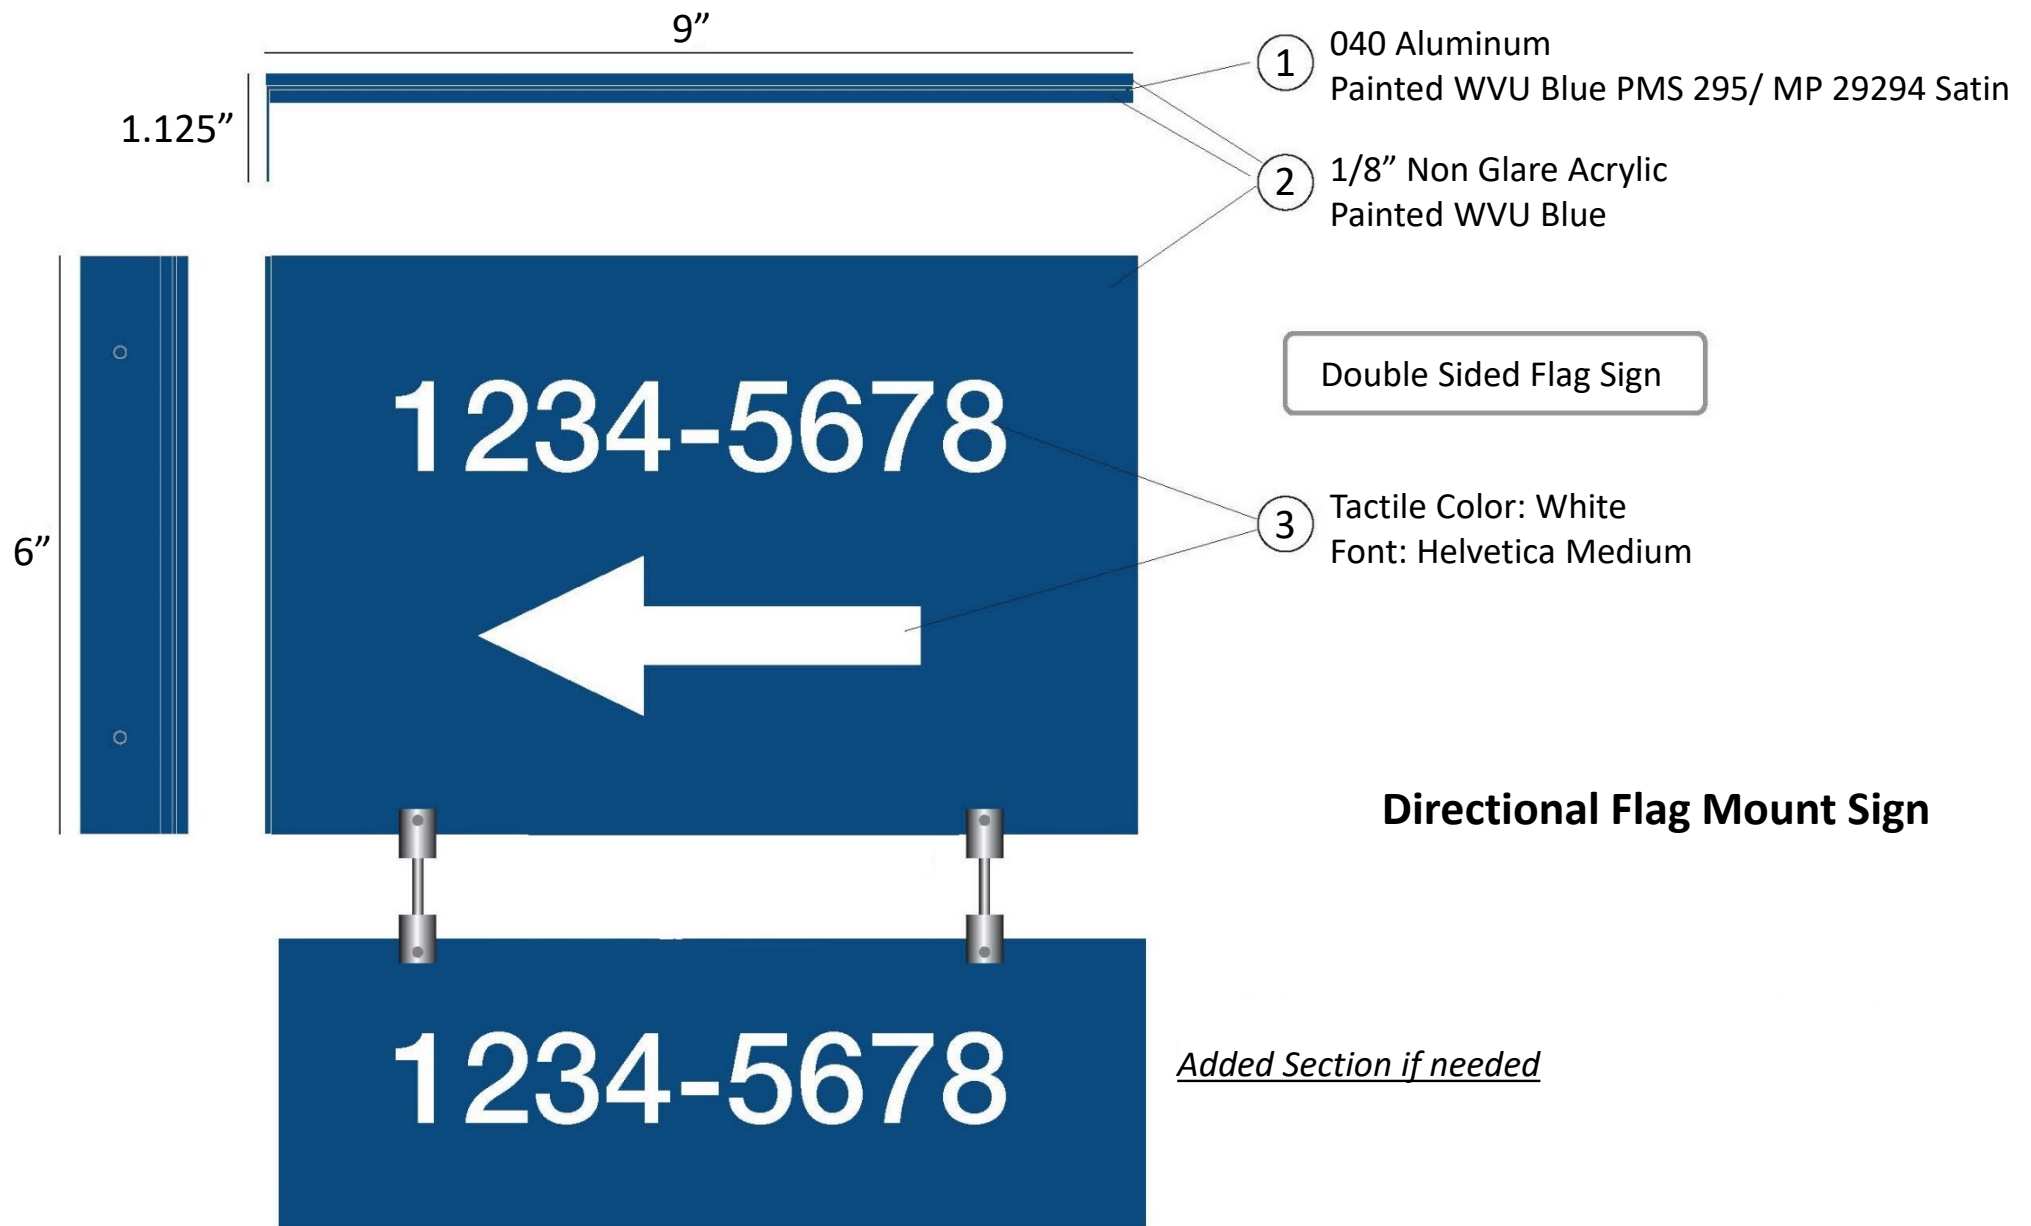 9”
1.125”
1
040 Aluminum
Painted WVU Blue PMS 295/ MP 29294 Satin
2
1/8” Non Glare Acrylic
Painted WVU Blue
6”
1234-5678
Double Sided Flag Sign
3
Tactile Color: White
Font: Helvetica Medium
Directional Flag Mount Sign
1234-5678
Added Section if needed